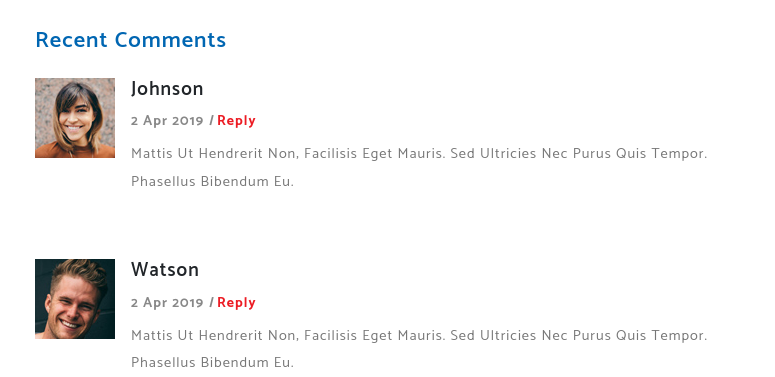 Recent Comments
Johnson
2 Apr 2019 / Reply
Mattis Ut Hendrerit Non, Facilisis Eget Mauris. Sed Ultricies Nec Purus Quis Tempor.
Phasellus Bibendum Eu.
Watson
2 Apr 2019 / Reply
Mattis Ut Hendrerit Non, Facilisis Eget Mauris. Sed Ultricies Nec Purus Quis Tempor.
Phasellus Bibendum Eu.